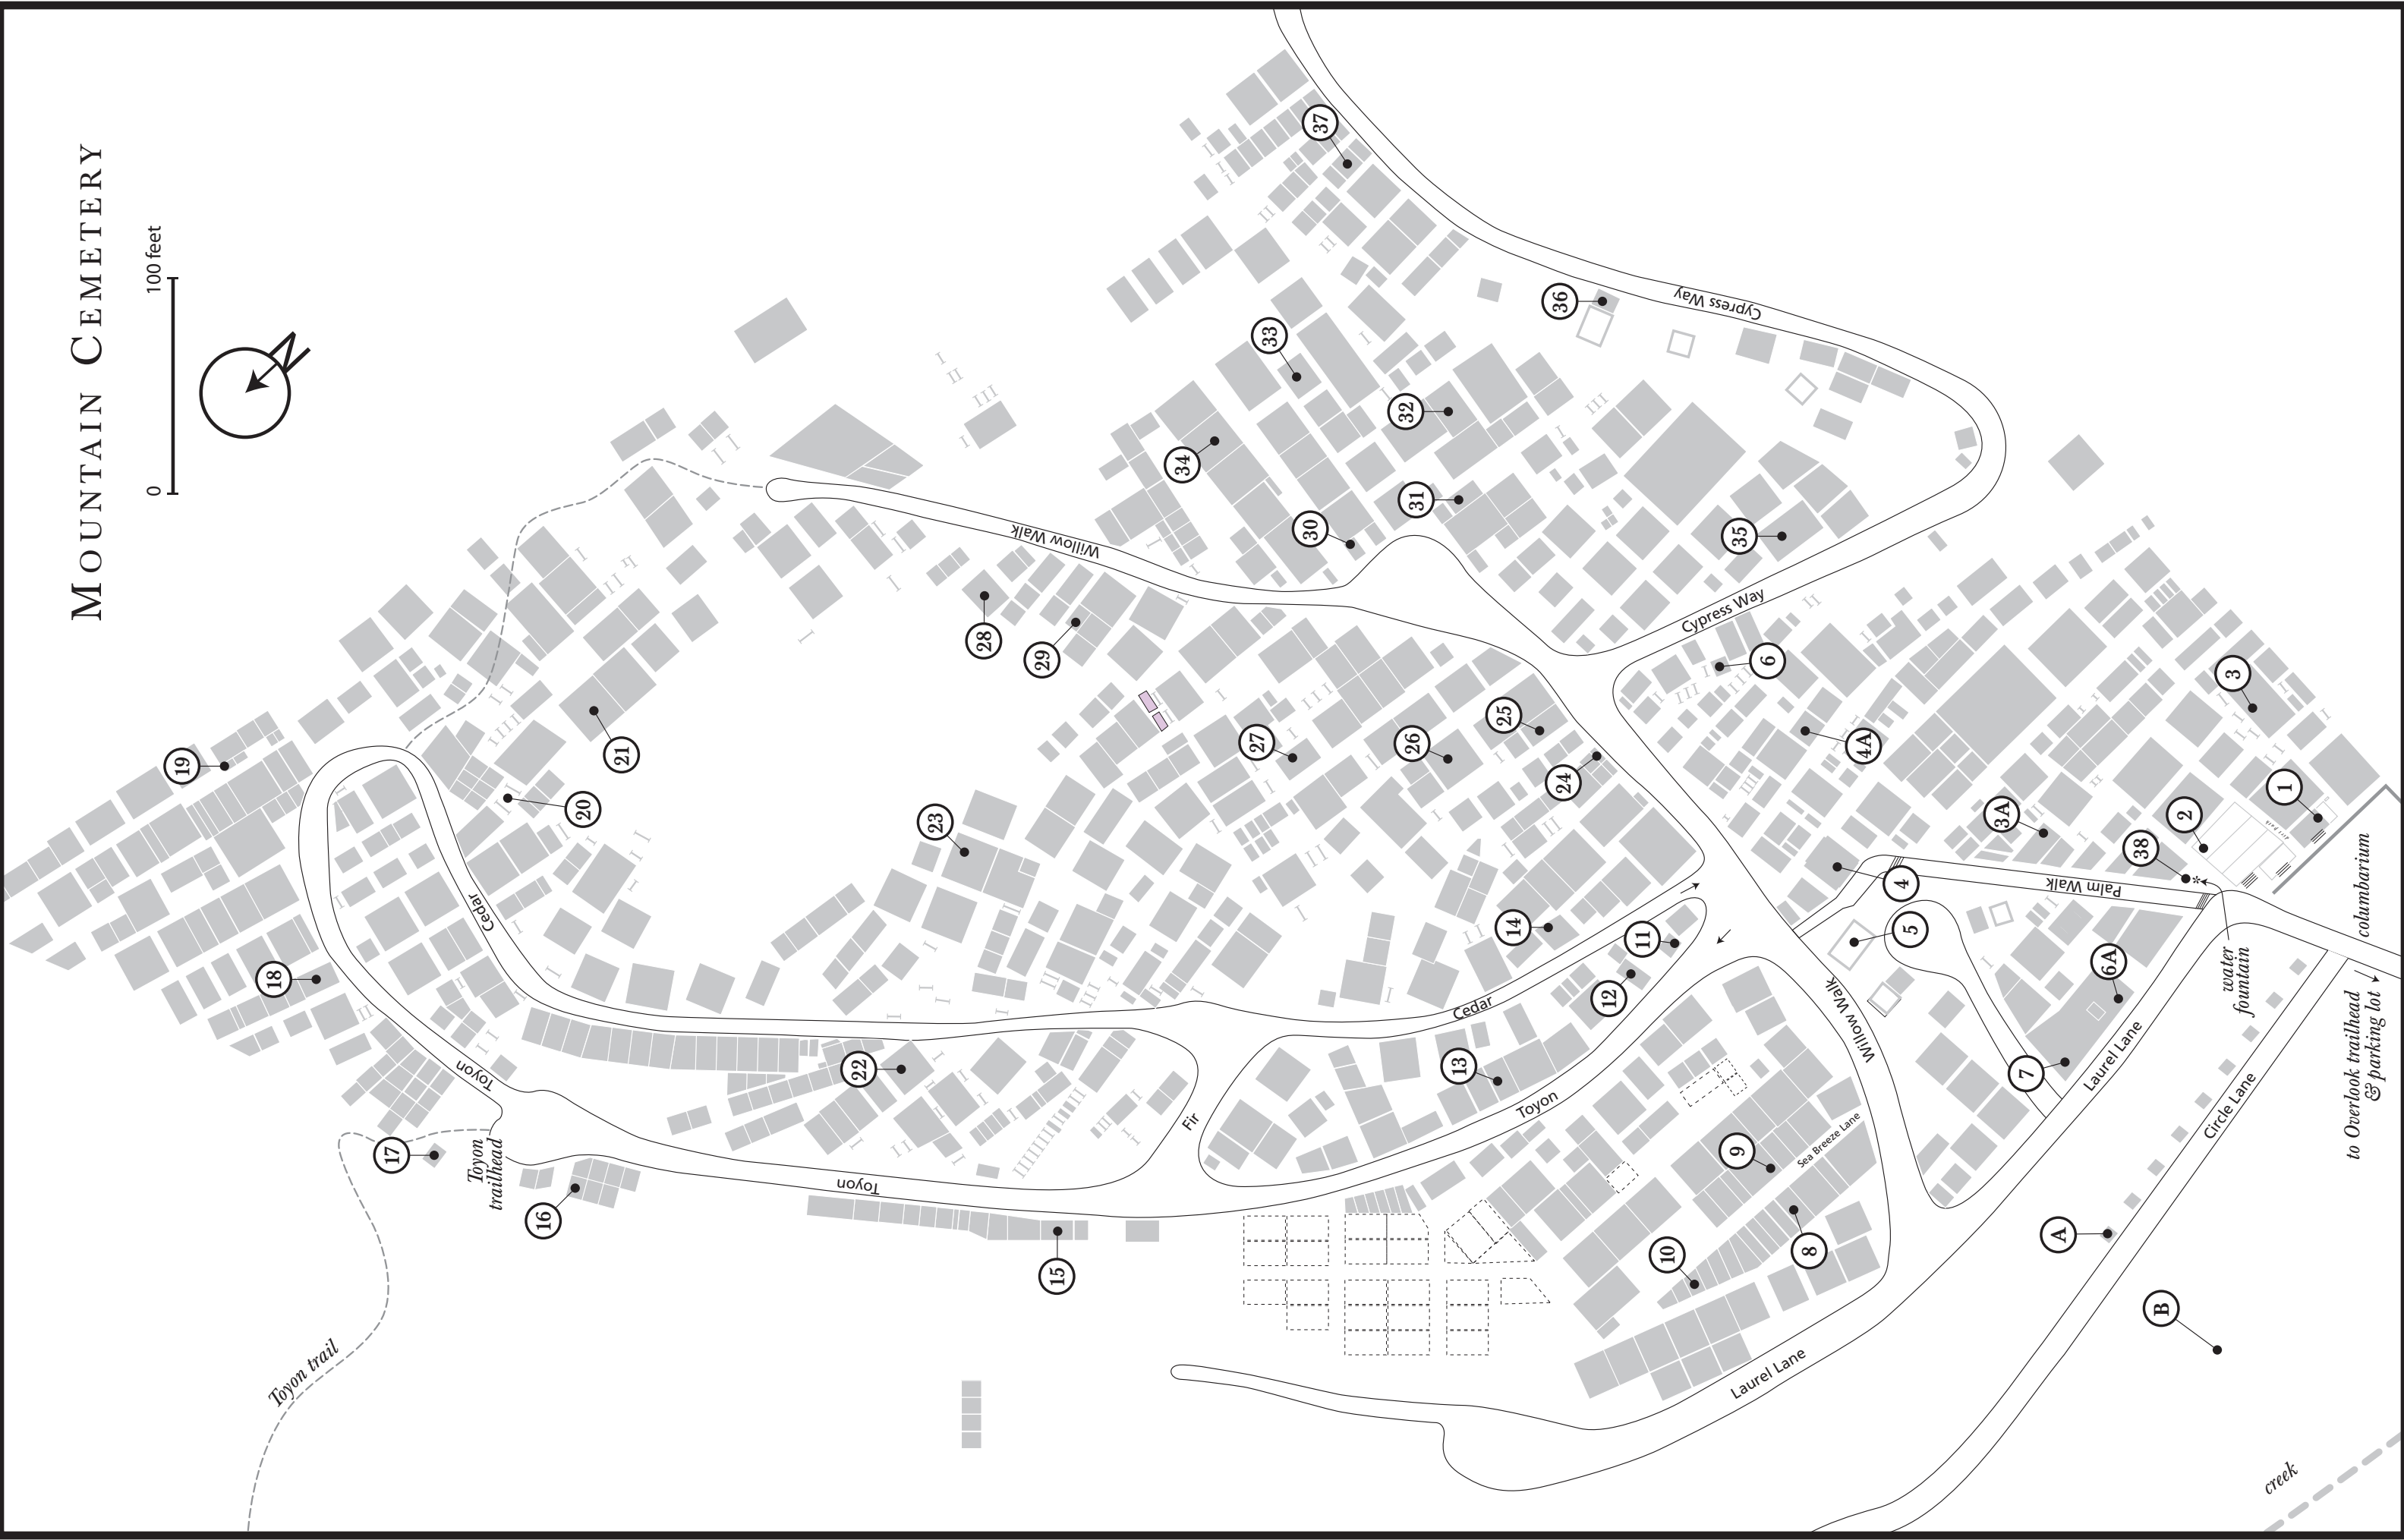 MOUNTAIN CEMETERY
0 100 feet
N
37
36
Cypress Way
33
32
34
31
30
35
Willow Walk
Cypress Way
28
29
6
3
25
26
27
24
4A
21
19
20
23
1
2
3A
38
4
Palm Walk
columbarium
Cedar
14
11
5
12
6A
18
water
fountain
Cedar
Willow Walk
to Overlook trailhead
& parking lot
22
13
7
Laurel Lane
Toyon
Toyon
Fir
Circle Lane
17
Toyon
trailhead
9
Sea Breeze Lane
16
Toyon
15
10
8
A
B
Toyon trail
Laurel Lane
creek